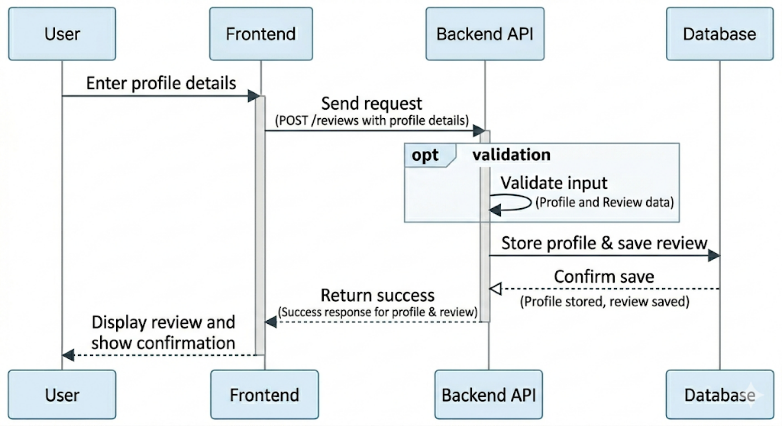 User
Frontend
Backend API
Database
Enter profile details
Send request
(POST /reviews with profile details)
opt
validation
Validate input
(Profile and Review data)
Store profile & save review
Confirm save
(Profile stored, review saved)
Return success
(Success response for profile & review)
Display review and
show confirmation
User
Frontend
Backend API
Database